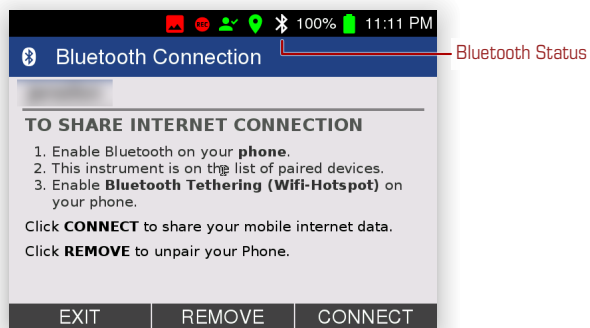 REC 100% 11:11 PM
Bluetooth Status
Bluetooth Connection
TO SHARE INTERNET CONNECTION
1. Enable Bluetooth on your phone.
2. This instrument is on the list of paired devices.
3. Enable Bluetooth Tethering (Wifi-Hotspot) on
your phone.
Click CONNECT to share your mobile internet data.
Click REMOVE to unpair your Phone.
EXIT REMOVE CONNECT